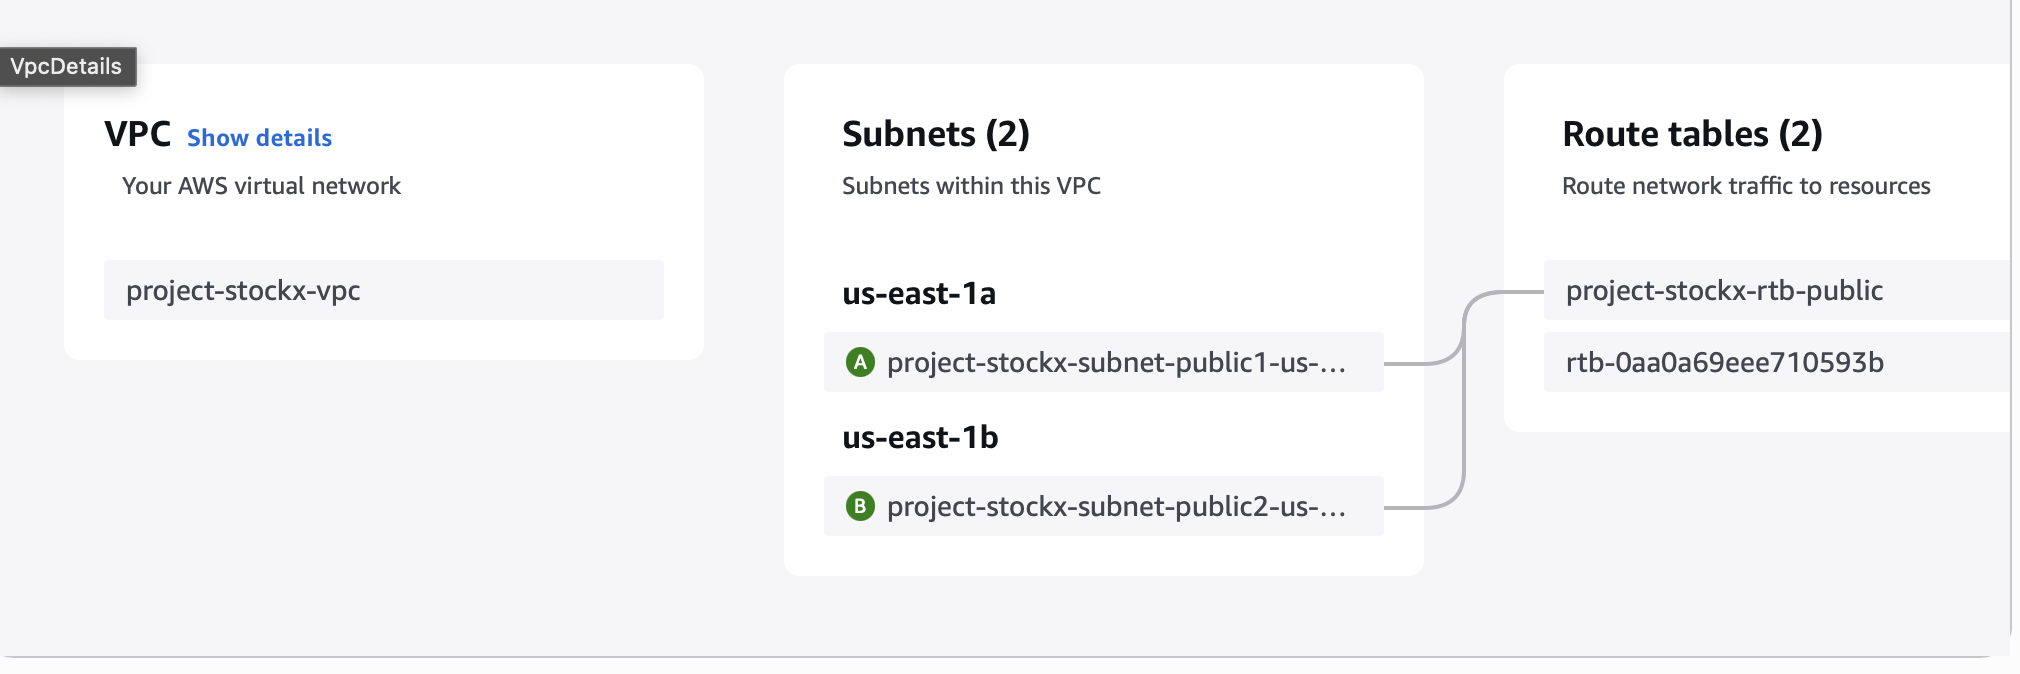 VpcDetails
VPC Show details
Your AWS virtual network
project-stockx-vpc
Subnets (2)
Subnets within this VPC
us-east-1a
A project-stockx-subnet-public1-us-...
us-east-1b
B project-stockx-subnet-public2-us-...
Route tables (2)
Route network traffic to resources
project-stockx-rtb-public
rtb-0aa0a69eee710593b